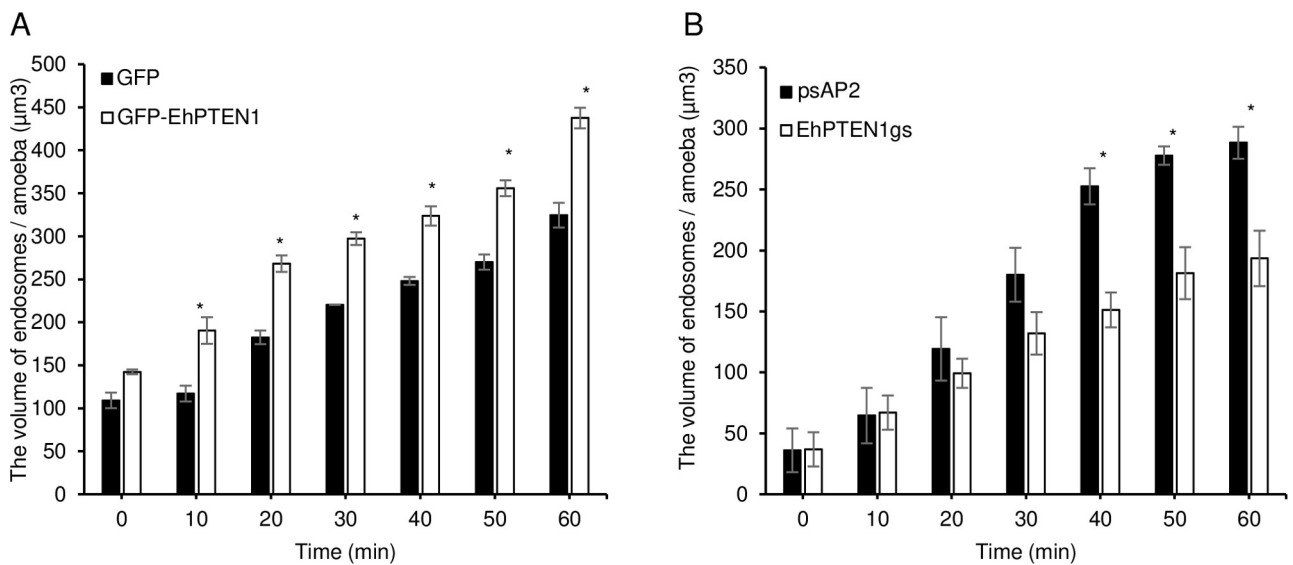 A
The volume of endosomes / amoeba (µm3)
500
450
400
350
300
250
200
150
100
50
0
GFP
GFP-EhPTEN1
*
*
*
*
*
*
0 10 20 30 40 50 60
Time (min)
B
The volume of endosomes / amoeba (µm3)
350
300
250
200
150
100
50
0
psAP2
EhPTEN1gs
*
*
*
0 10 20 30 40 50 60
Time (min)